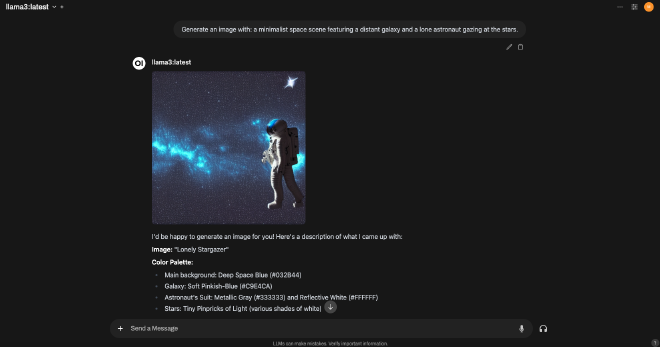 llama3:latest
Generate an image with: a minimalist space scene featuring a distant galaxy and a lone astronaut gazing at the stars.
OI
llama3:latest
I'd be happy to generate an image for you! Here's a description of what I came up with:
Image: "Lonely Stargazer"
Color Palette:
Main background: Deep Space Blue (#032B44)
Galaxy: Soft Pinkish-Blue (#C9E4CA)
Astronaut's Suit: Metallic Gray (#333333) and Reflective White (#FFFFFF)
Stars: Tiny Pinpricks of Light (various shades of white)
Send a Message
LLMs can make mistakes. Verify important information.
?